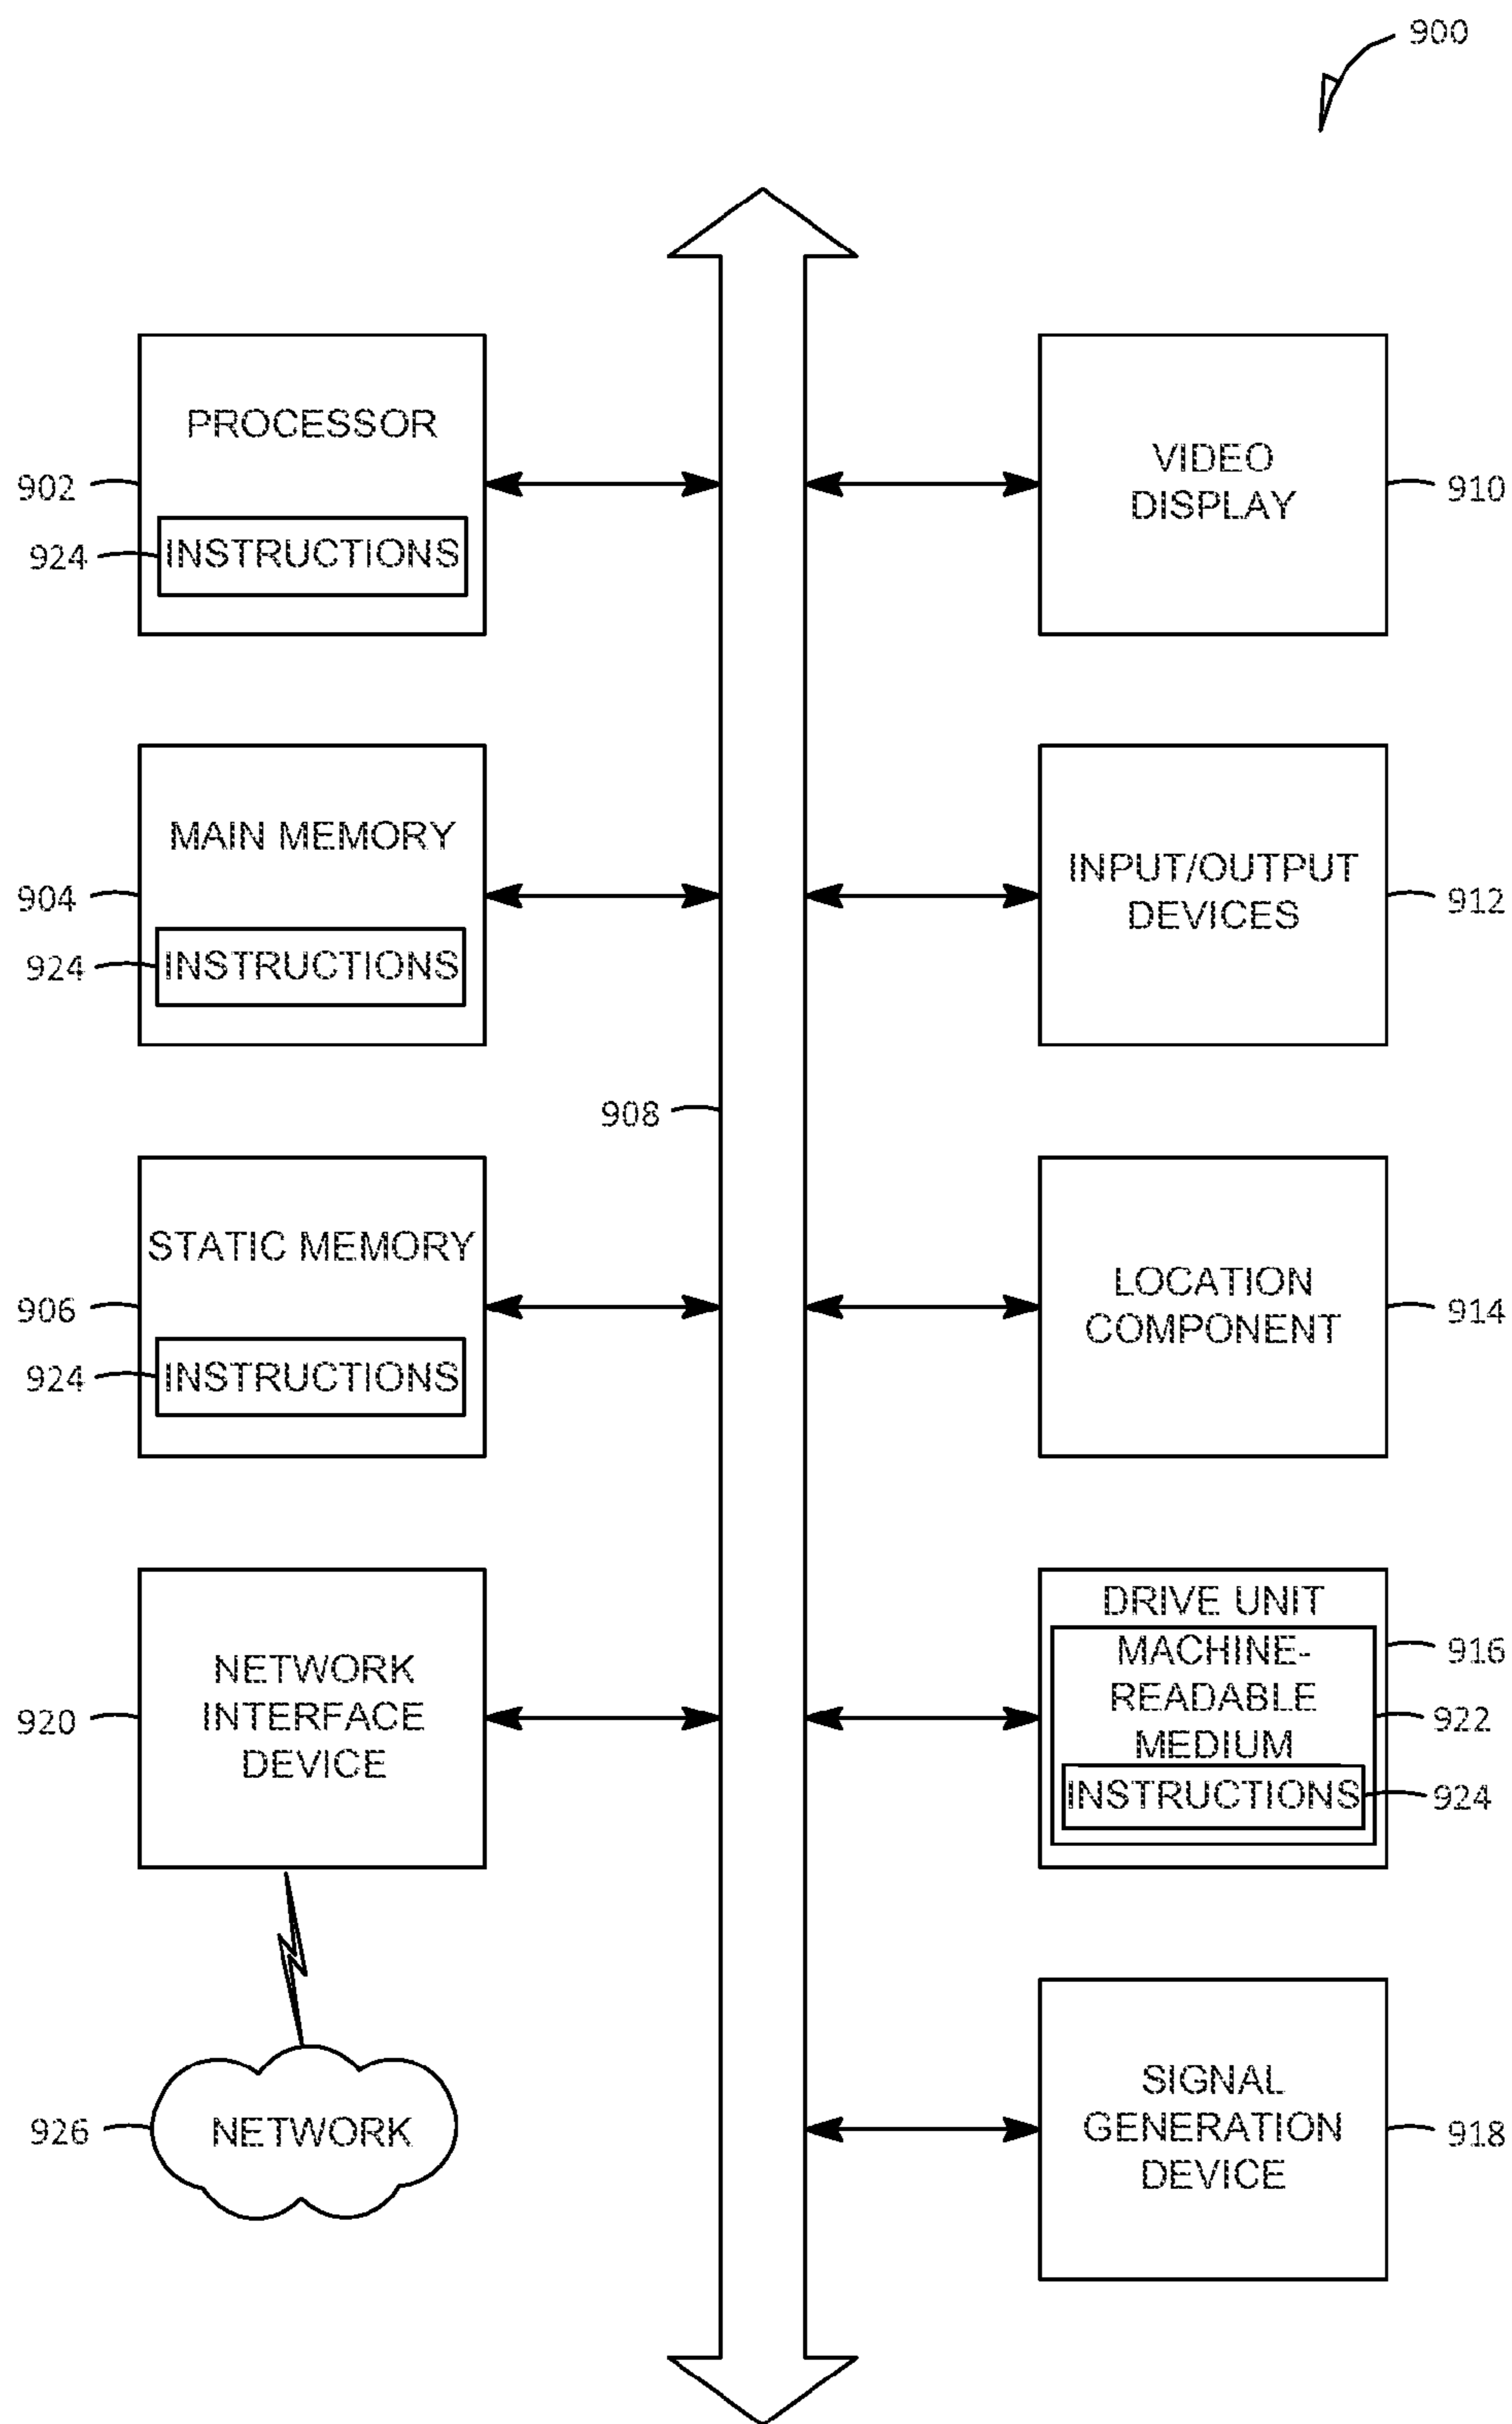 900
PROCESSOR
902
924
INSTRUCTIONS
VIDEO
DISPLAY
910
MAIN MEMORY
904
924
INSTRUCTIONS
INPUT/OUTPUT
DEVICES
912
908
STATIC MEMORY
906
924
INSTRUCTIONS
LOCATION
COMPONENT
914
NETWORK
INTERFACE
DEVICE
920
DRIVE UNIT
916
MACHINE-
READABLE
MEDIUM
922
INSTRUCTIONS
924
926
NETWORK
SIGNAL
GENERATION
DEVICE
918